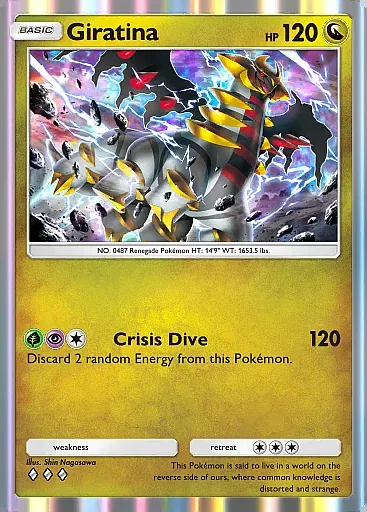 BASIC
Giratina
HP 120
NO. 0487 Renegade Pokémon HT: 14'9" WT: 1653.5 lbs.
Crisis Dive 120
Discard 2 random Energy from this Pokémon.
weakness
retreat
Illus. Shin Nagasawa
This Pokémon is said to live in a world on the
reverse side of ours, where common knowledge is
distorted and strange.